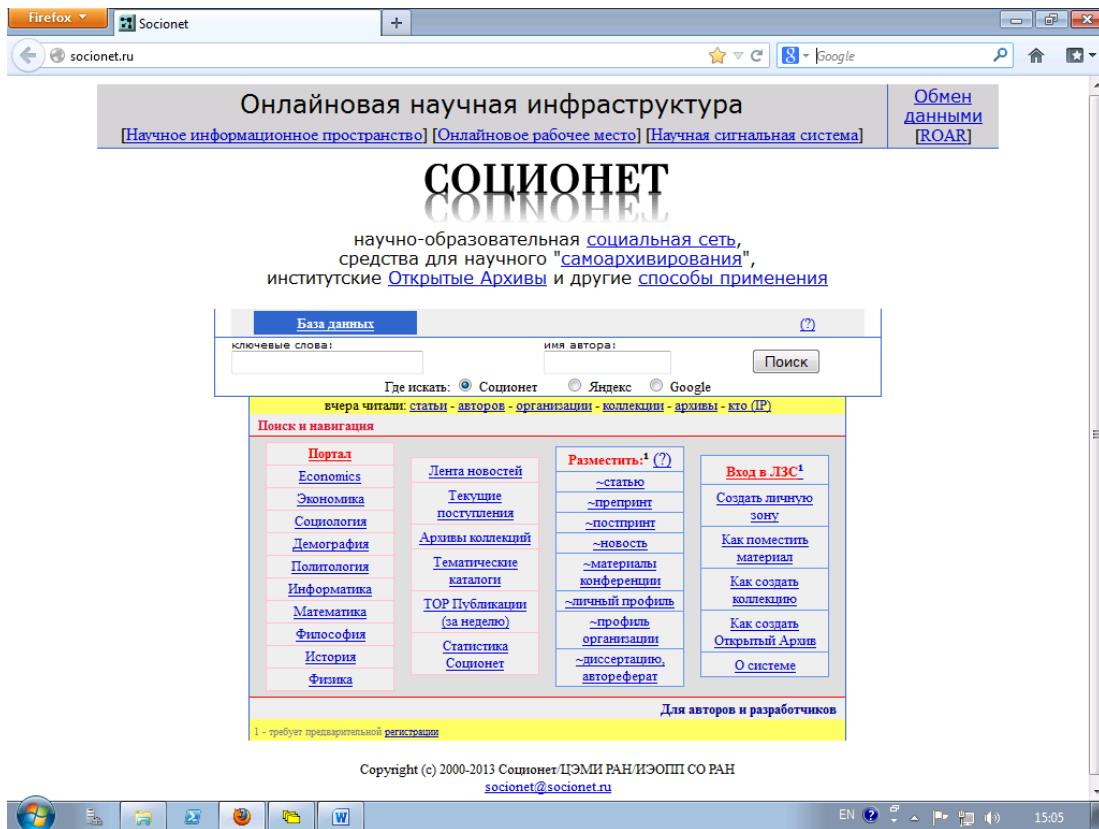 Firefox
Socionet
socionet.ru
Google
Онлайновая научная инфраструктура
[Научное информационное пространство] [Онлайновое рабочее место] [Научная сигнальная система]
Обмен
данными
[ROAR]
СОЦИОНЕТ
научно-образовательная социальная сеть,
средства для научного "самоархивирования",
институтские Открытые Архивы и другие способы применения
База данных
(?)
ключевые слова:
имя автора:
Поиск
Где искать: Соционет Яндекс Google
вчера читали: статьи - авторов - организации - коллекции - архивы - кто (IP)
Поиск и навигация
Портал
Economics
Экономика
Социология
Демография
Политология
Информатика
Математика
Философия
История
Физика
Лента новостей
Текущие
поступления
Архивы коллекций
Тематические
каталоги
TOP Публикации
(за неделю)
Статистика
Соционет
Разместить:¹ (?)
~статью
~препринт
~постпринт
~новость
~материалы
конференции
~личный профиль
~профиль
организации
~диссертацию,
автореферат
Вход в ЛЗС¹
Создать личную
зону
Как поместить
материал
Как создать
коллекцию
Как создать
Открытый Архив
О системе
Для авторов и разработчиков
1 - требует предварительной регистрации
Copyright (c) 2000-2013 Соционет/ЦЭМИ РАН/ИЭОПП СО РАН
socionet@socionet.ru
EN
15:05